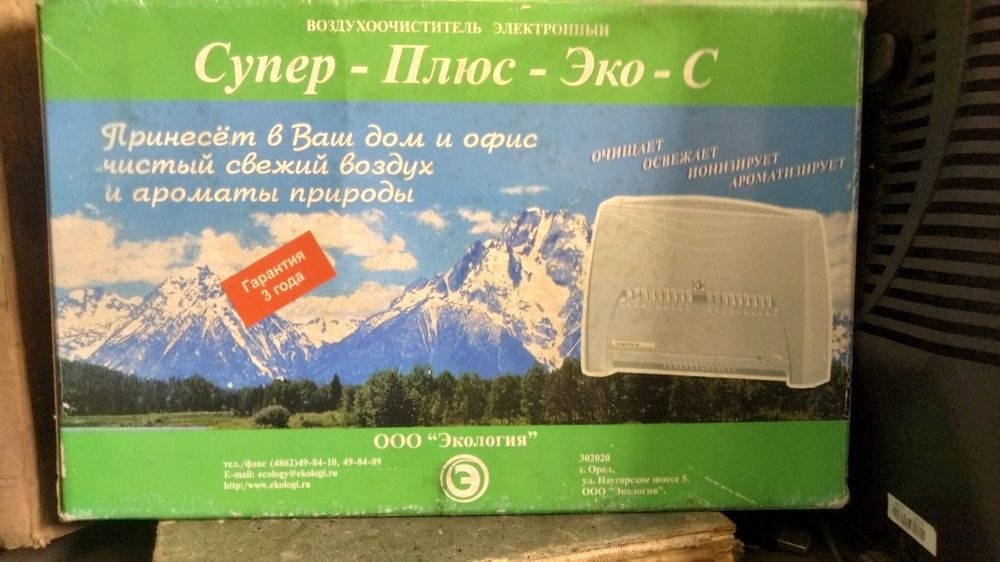 ВОЗДУХООЧИСТИТЕЛЬ ЭЛЕКТРОННЫЙ
Супер - Плюс - Эко - С
Принесёт в Ваш дом и офис
чистый свежий воздух
и ароматы природы
ОЧИЩАЕТ
ОСВЕЖАЕТ
ИОНИЗИРУЕТ
АРОМАТИЗИРУЕТ
Гарантия
3 года
ООО "Экология"
тел./факс (4862)49-84-10, 49-84-09
E-mail: ecology@ekologi.ru
http:/www.ekologi.ru
Э
302020
г. Орел,
ул. Наугорское шоссе 5.
ООО "Экология".